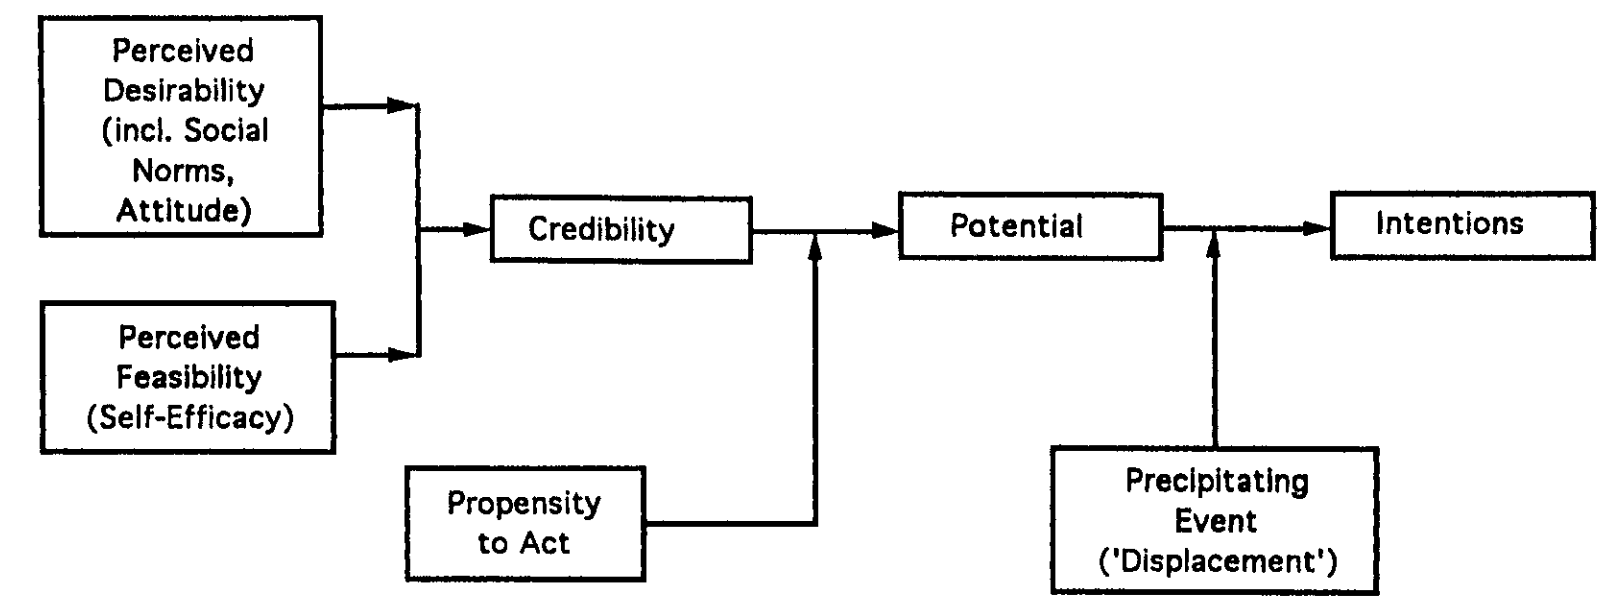 Perceived
Desirability
(incl. Social
Norms,
Attitude)
Perceived
Feasibility
(Self-Efficacy)
Credibility
Propensity
to Act
Potential
Precipitating
Event
('Displacement')
Intentions